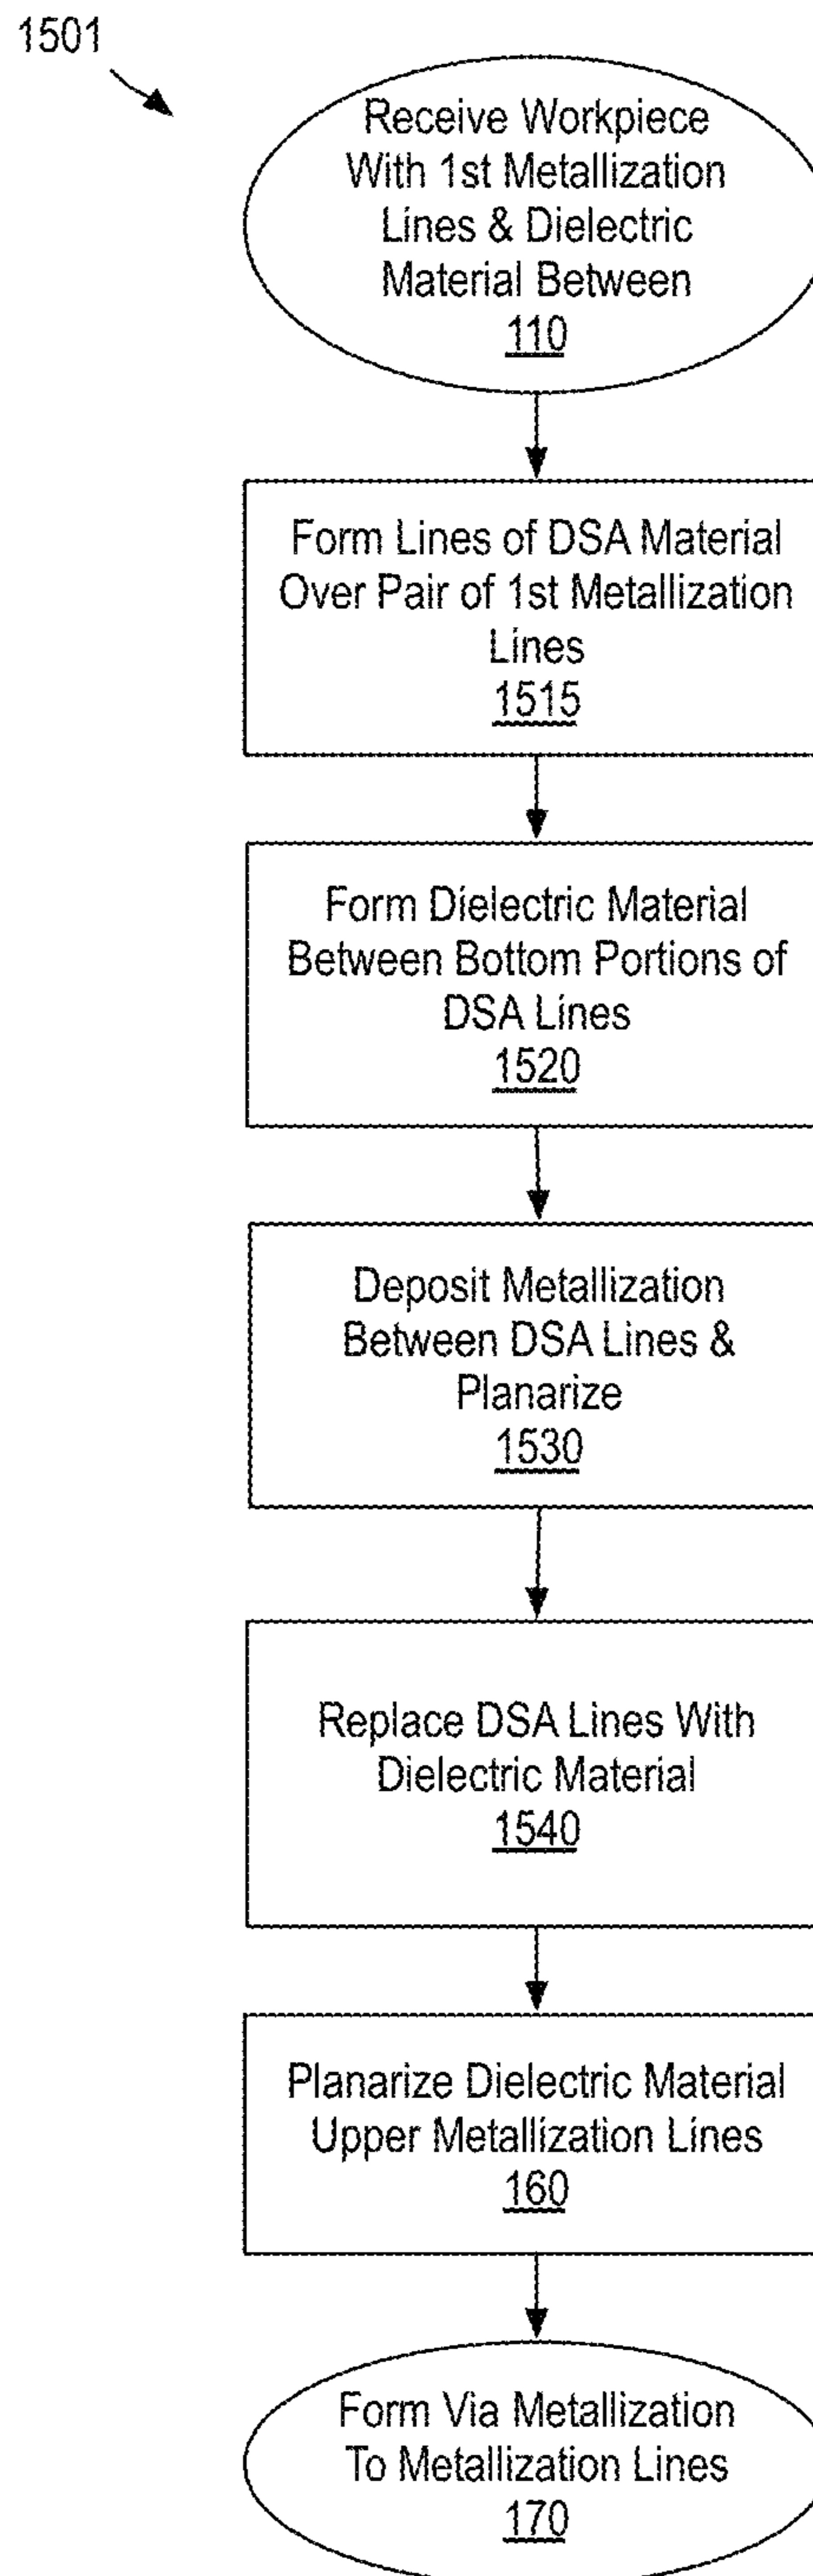 1501
Receive Workpiece
With 1st Metallization
Lines & Dielectric
Material Between
110
Form Lines of DSA Material
Over Pair of 1st Metallization
Lines
1515
Form Dielectric Material
Between Bottom Portions of
DSA Lines
1520
Deposit Metallization
Between DSA Lines &
Planarize
1530
Replace DSA Lines With
Dielectric Material
1540
Planarize Dielectric Material
Upper Metallization Lines
160
Form Via Metallization
To Metallization Lines
170